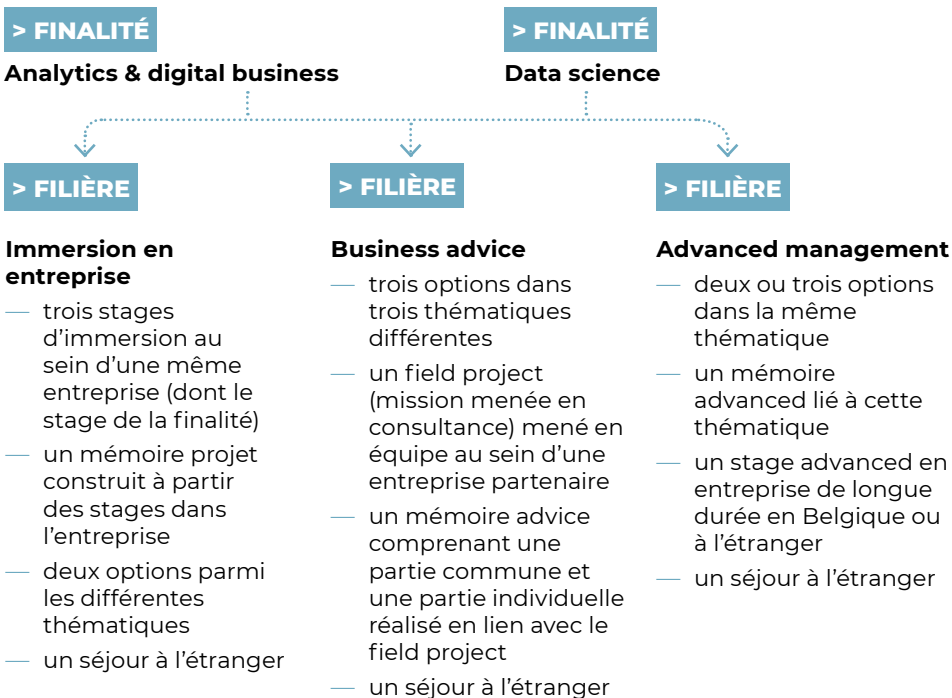 > FINALITÉ
Analytics & digital business
> FINALITÉ
Data science
> FILIÈRE
Immersion en
entreprise
— trois stages
d'immersion au
sein d'une même
entreprise (dont le
stage de la finalité)
— un mémoire projet
construit à partir
des stages dans
l'entreprise
— deux options parmi
les différentes
thématiques
— un séjour à l'étranger
> FILIÈRE
Business advice
— trois options dans
trois thématiques
différentes
— un field project
(mission menée en
consultance) mené en
équipe au sein d'une
entreprise partenaire
— un mémoire advice
comprenant une
partie commune et
une partie individuelle
réalisé en lien avec le
field project
— un séjour à l'étranger
> FILIÈRE
Advanced management
— deux ou trois options
dans la même
thématique
— un mémoire
advanced lié à cette
thématique
— un stage advanced en
entreprise de longue
durée en Belgique ou
à l'étranger
— un séjour à l'étranger